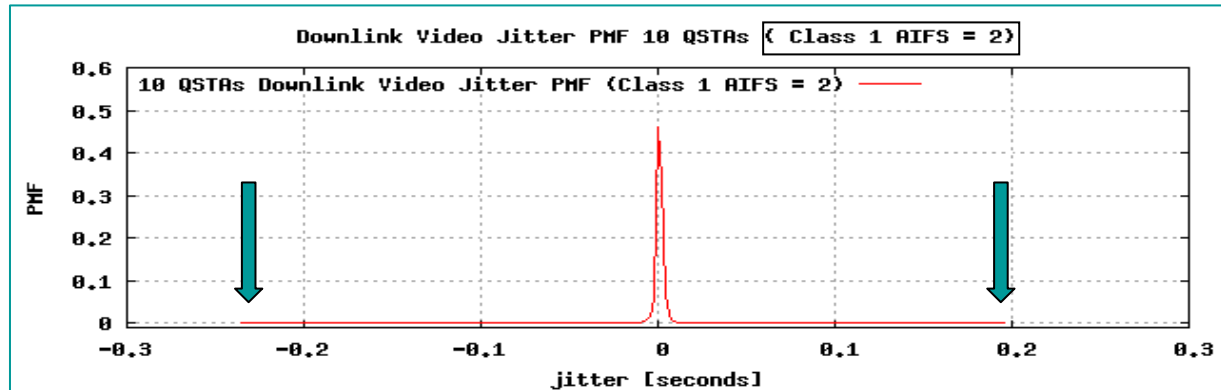 Downlink Video Jitter PMF 10 QSTAs ( Class 1 AIFS = 2)
0.6
10 QSTAs Downlink Video Jitter PMF (Class 1 AIFS = 2)
0.5
0.4
0.3
0.2
0.1
0
PMF
-0.3 -0.2 -0.1 0 0.1 0.2 0.3
jitter [seconds]